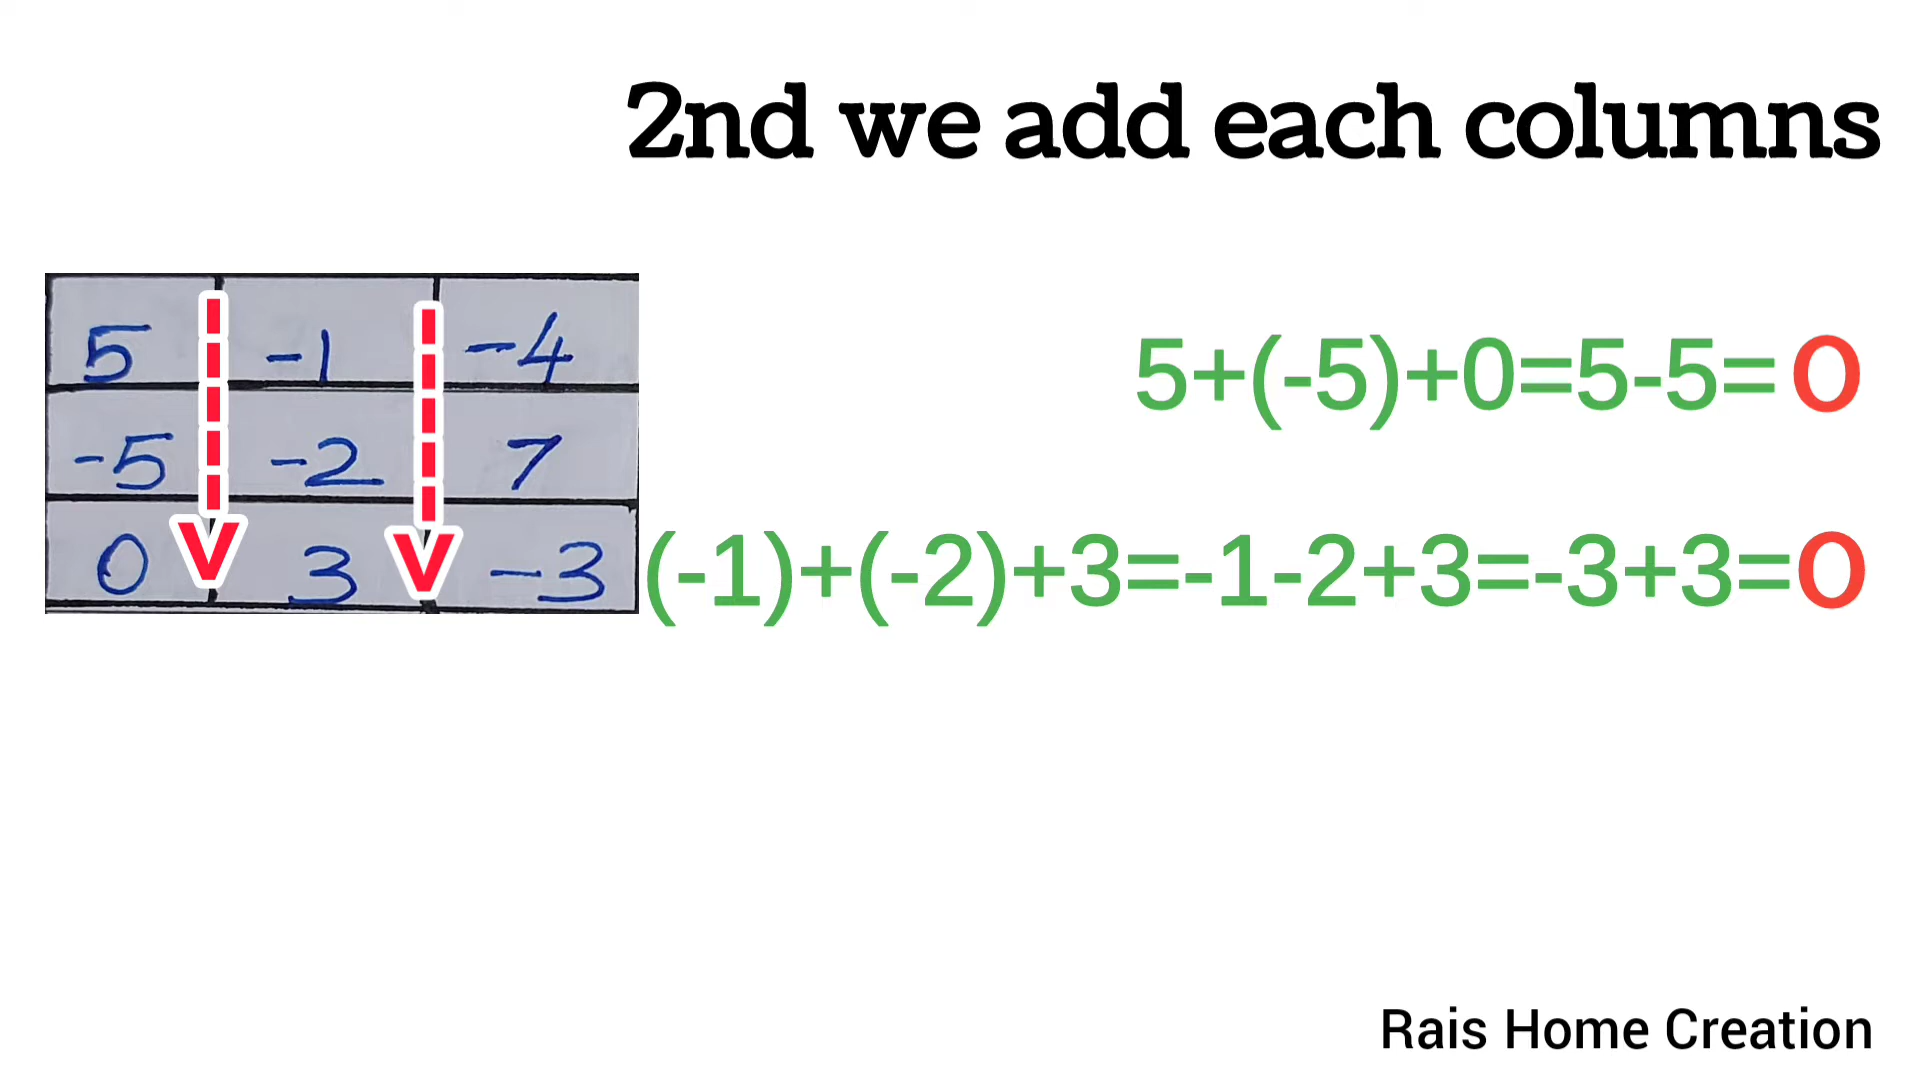 2nd we add each columns
5 -1 -4
-5 -2 7
0 3 -3
5+(-5)+0=5-5=0
(-1)+(-2)+3=-1-2+3=-3+3=0
Rais Home Creation